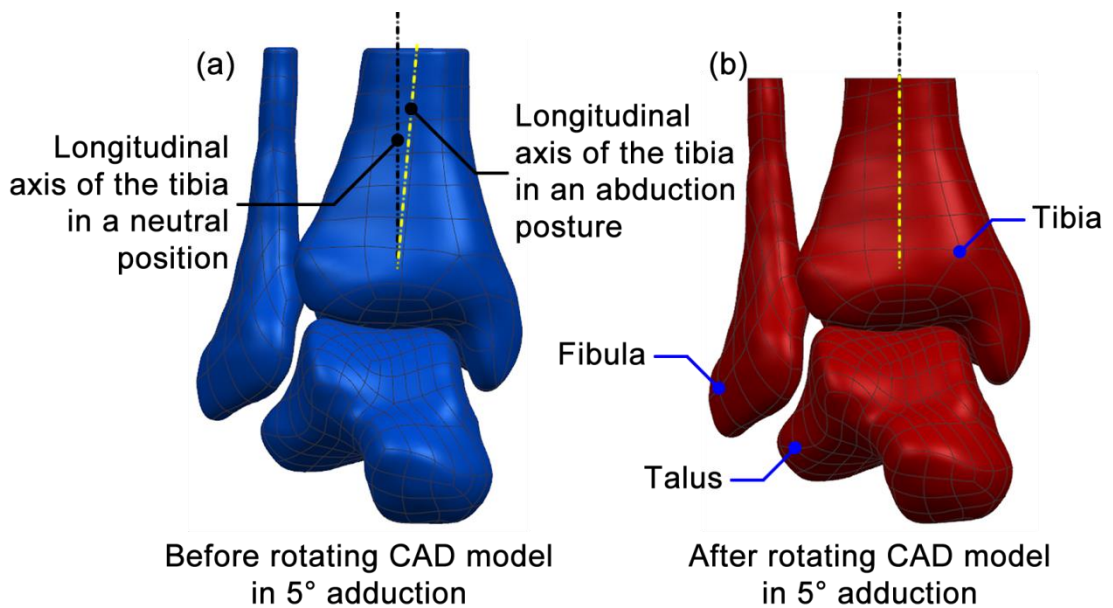 (a)
Longitudinal
axis of the tibia
in a neutral
position
Longitudinal
axis of the tibia
in an abduction
posture
Before rotating CAD model
in 5° adduction
(b)
Tibia
Fibula
Talus
After rotating CAD model
in 5° adduction